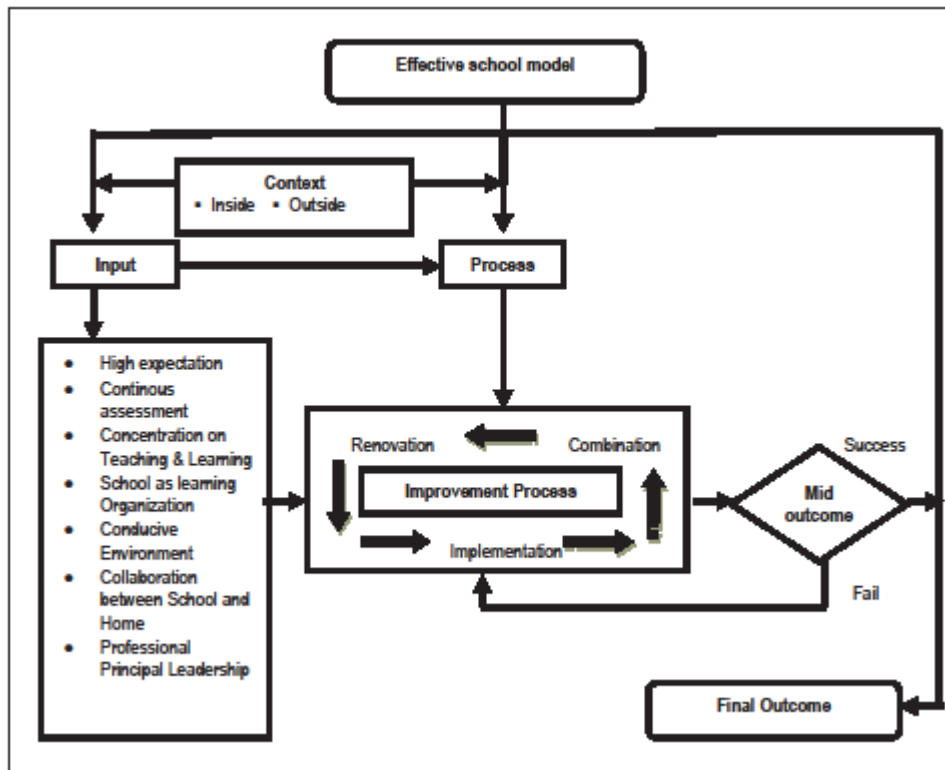 Effective school model
Context
▪ Inside ▪ Outside
Input
Process
● High expectation
● Continous
assessment
● Concentration on
Teaching & Learning
● School as learning
Organization
● Conducive
Environment
● Collaboration
between School and
Home
● Professional
Principal Leadership
Renovation
Combination
Improvement Process
Implementation
Success
Mid
outcome
Fail
Final Outcome